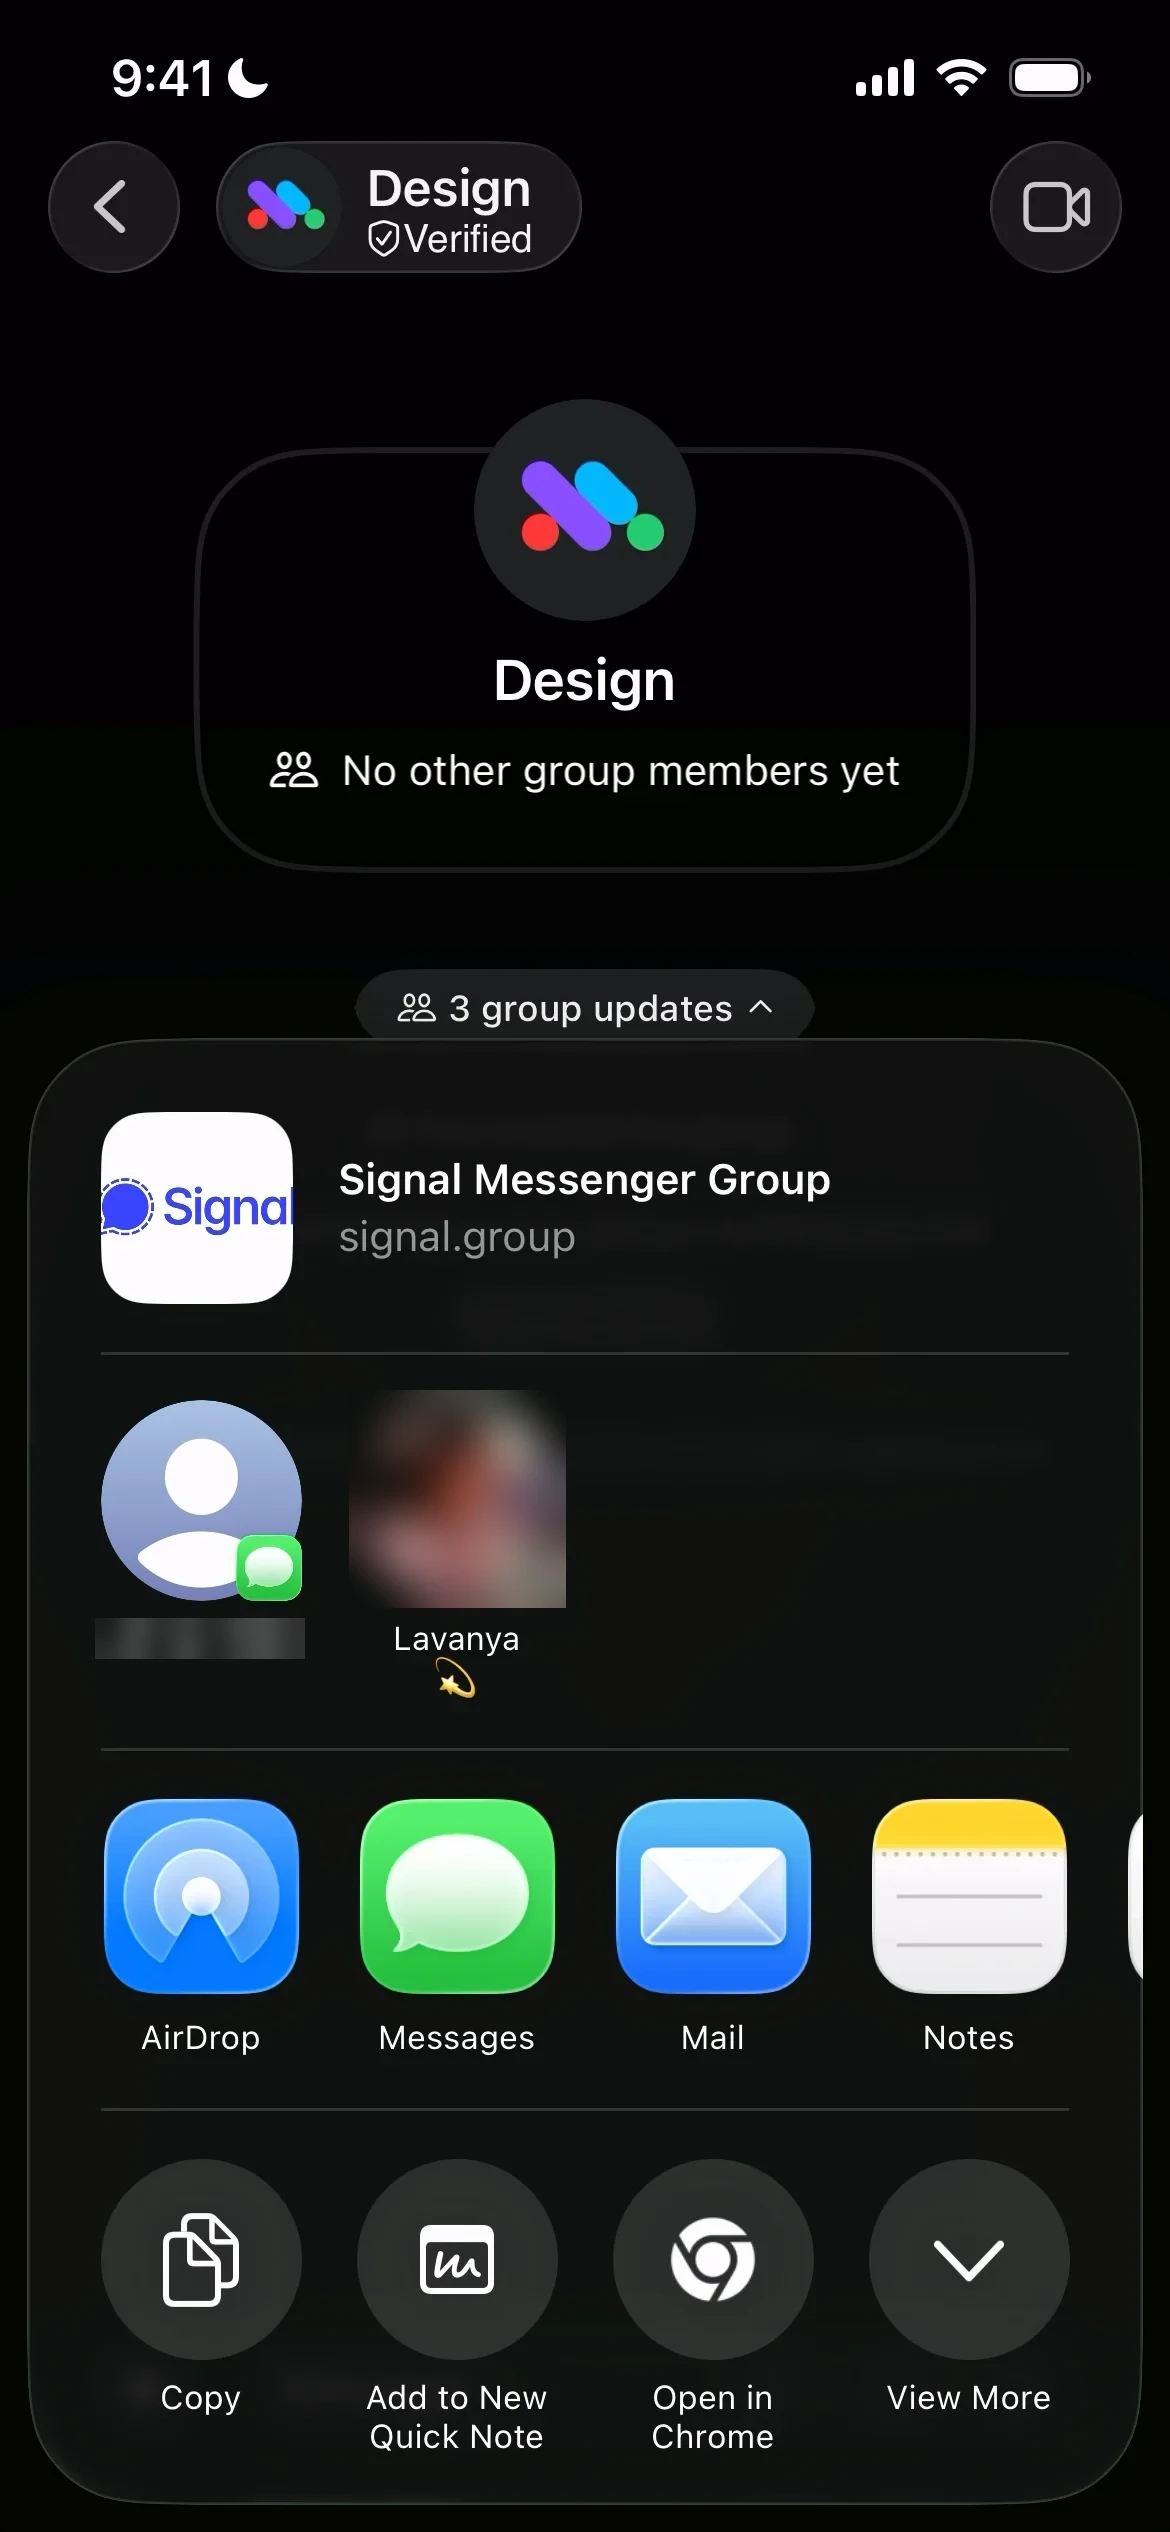 9:41
Design
Verified
Design
No other group members yet
3 group updates
Signal
Signal Messenger Group
signal.group
Lavanya
💫
AirDrop
Messages
Mail
Notes
Copy
Add to New
Quick Note
Open in
Chrome
View More